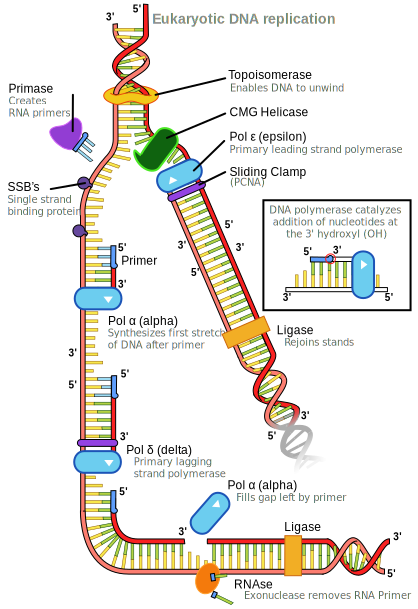 5'
3'
Eukaryotic DNA replication
Topoisomerase
Enables DNA to unwind
Primase
Creates
RNA primers
CMG Helicase
Pol ε (epsilon)
Primary leading strand polymerase
Sliding Clamp
(PCNA)
SSB's
Single strand
binding protein
DNA polymerase catalyzes
addition of nucleotides at
the 3' hydroxyl (OH)
5'
3'
3'
5'
5'
3'
5'
3'
5'
Primer
3'
5'
Pol α (alpha)
Synthesizes first stretch
of DNA after primer
Ligase
Rejoins stands
3'
5'
5'
3'
5'
3'
Pol δ (delta)
Primary lagging
strand polymerase
5'
Pol α (alpha)
Fills gap left by primer
3'
Ligase
3'
5'
RNAse
Exonuclease removes RNA Primer